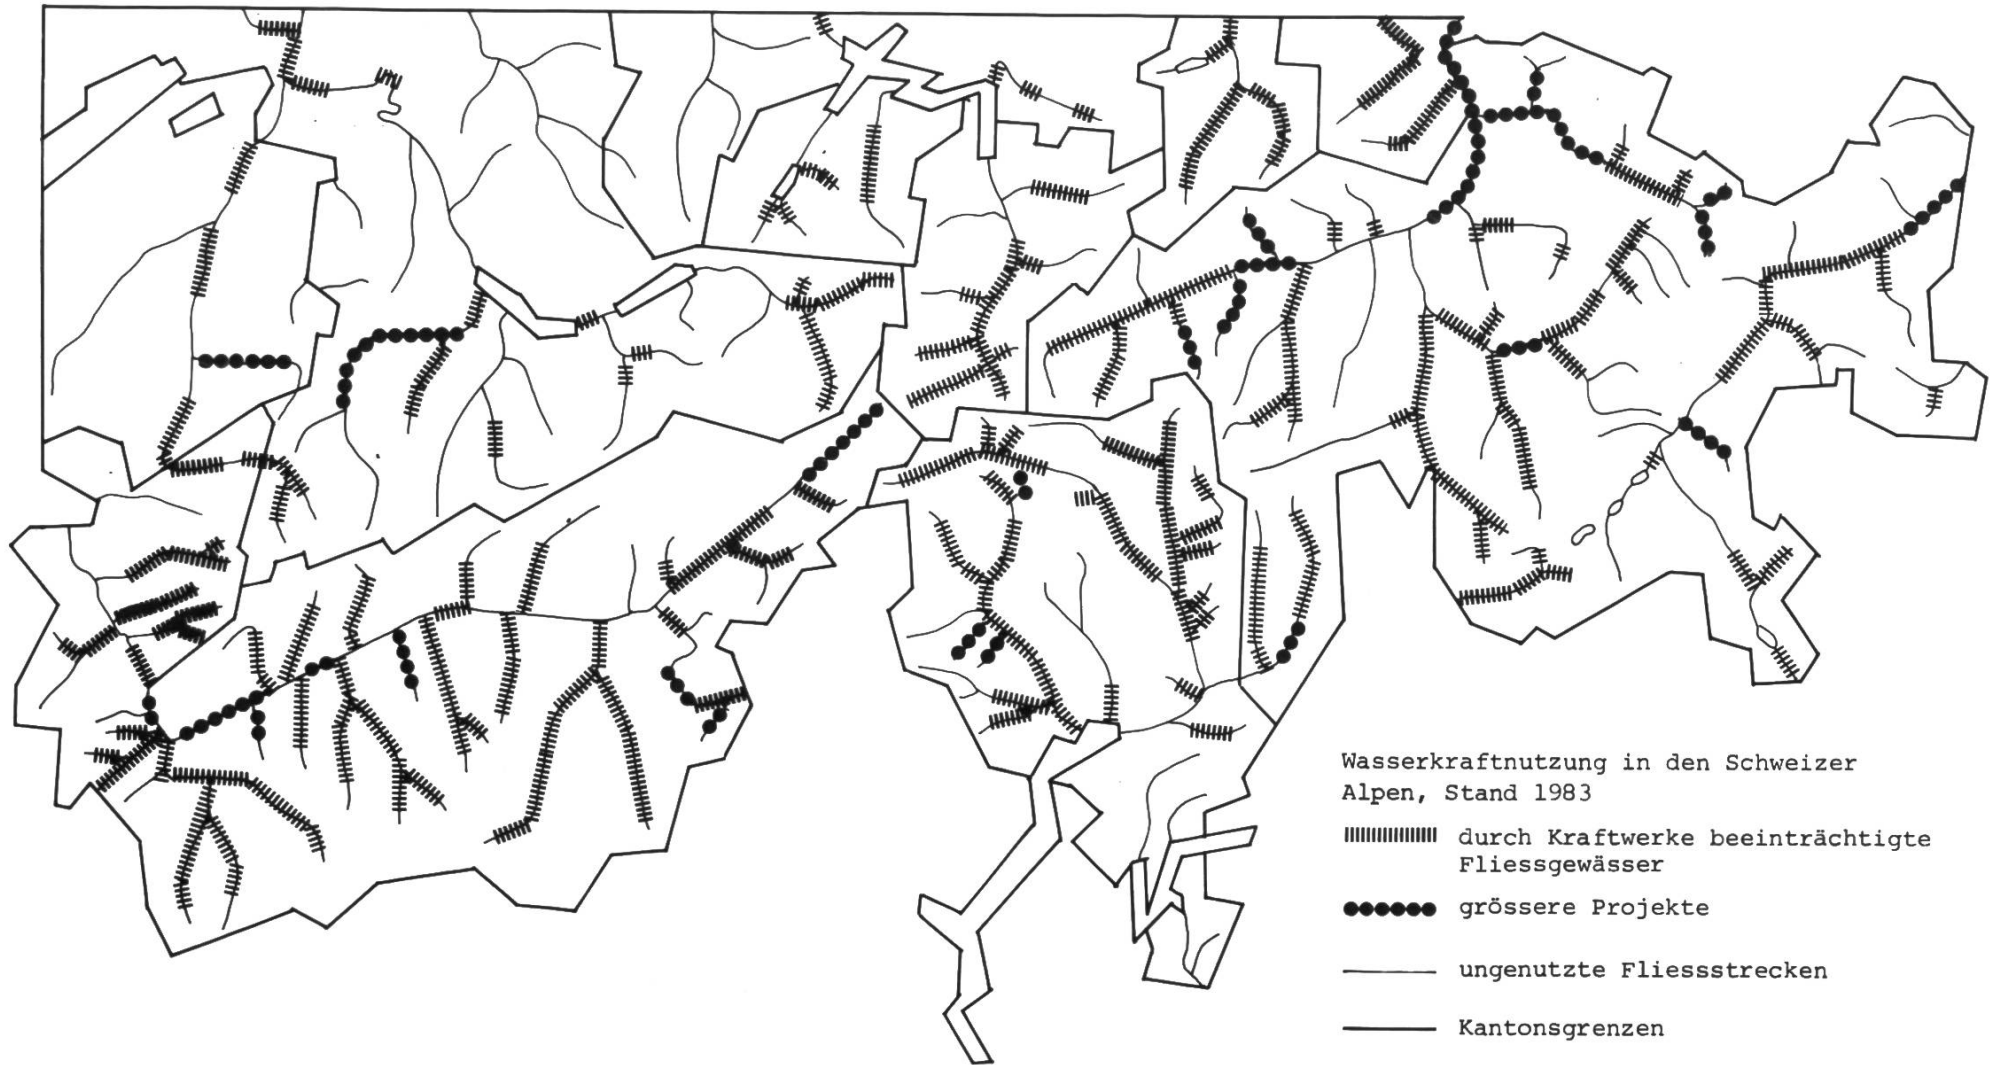 Wasserkraftnutzung in den Schweizer
Alpen, Stand 1983
durch Kraftwerke beeinträchtigte
Fliessgewässer
grössere Projekte
ungenutzte Fliessstrecken
Kantonsgrenzen